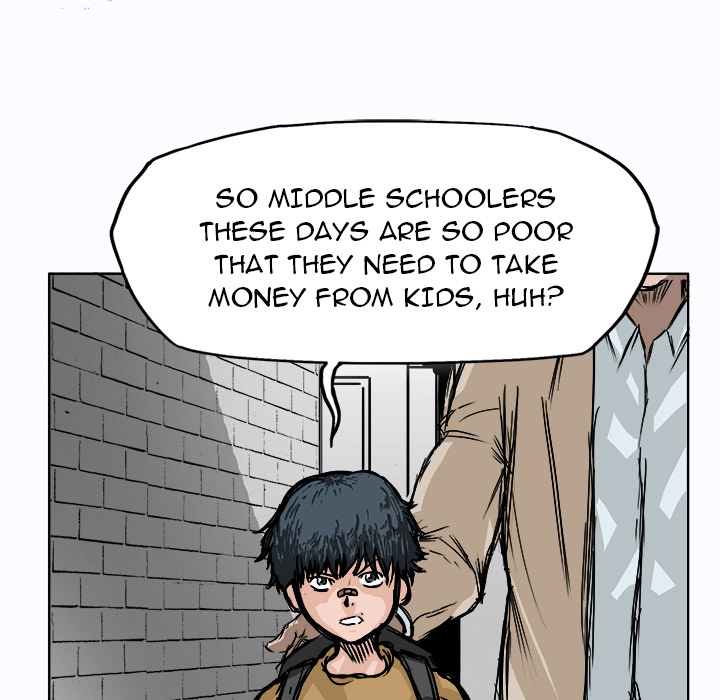 SO MIDDLE SCHOOLERS
THESE DAYS ARE SO POOR
THAT THEY NEED TO TAKE
MONEY FROM KIDS, HUH?